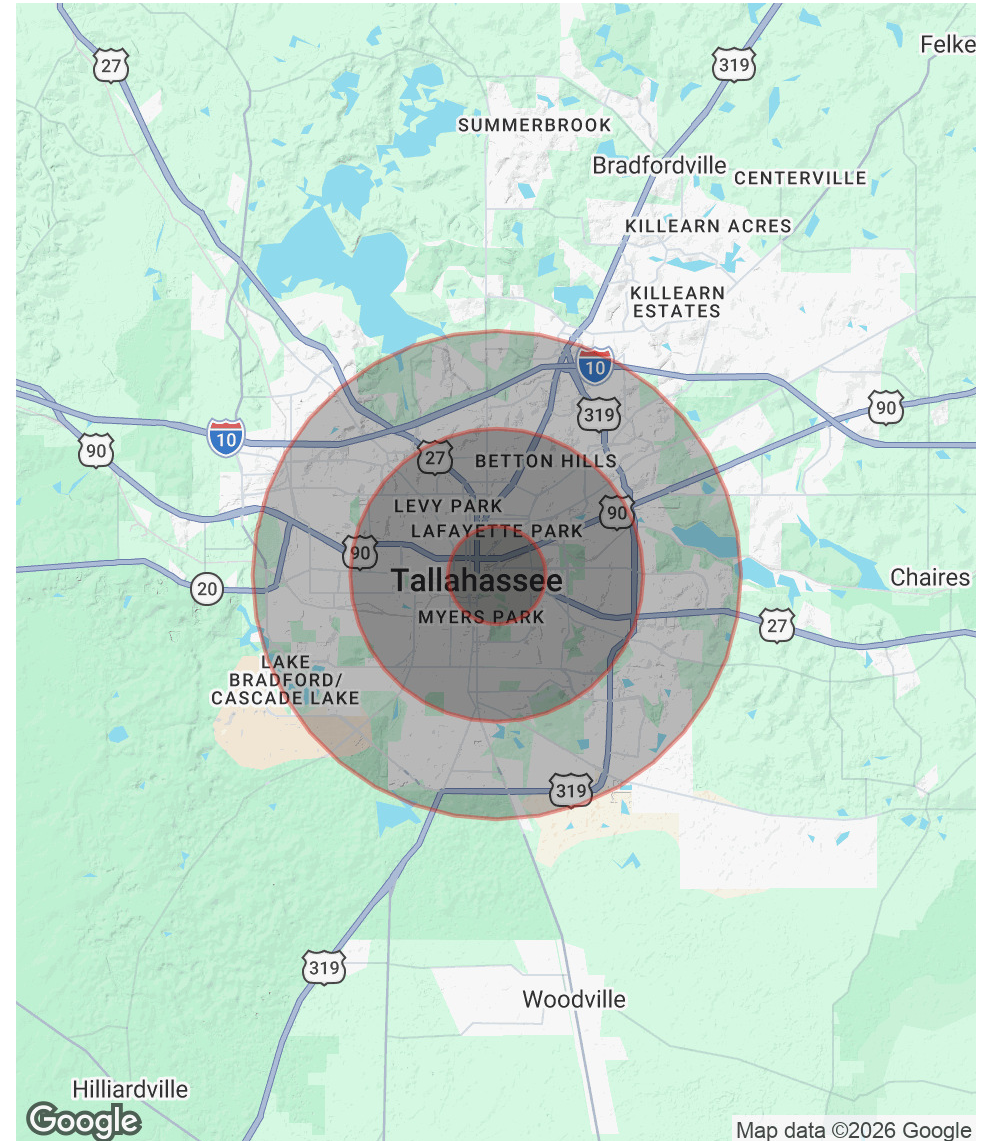 Felke
27
319
SUMMERBROOK
Bradfordville
CENTERVILLE
KILLEARN ACRES
KILLEARN
ESTATES
10
90
319
10
90
27
BETTON HILLS
LEVY PARK
90
LAFAYETTE PARK
90
Tallahassee
Chaires
20
MYERS PARK
27
LAKE
BRADFORD/
CASCADE LAKE
319
319
Woodville
Hilliardville
Google
Map data ©2026 Google